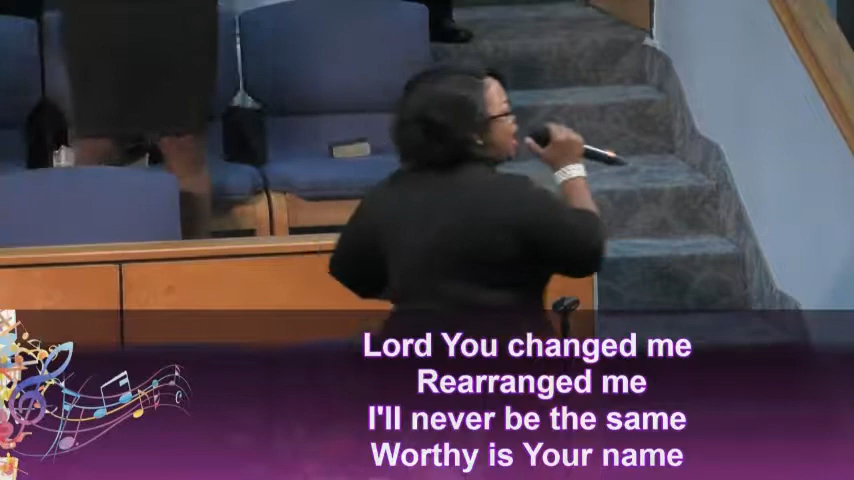 Lord You changed me
Rearranged me
I'll never be the same
Worthy is Your name